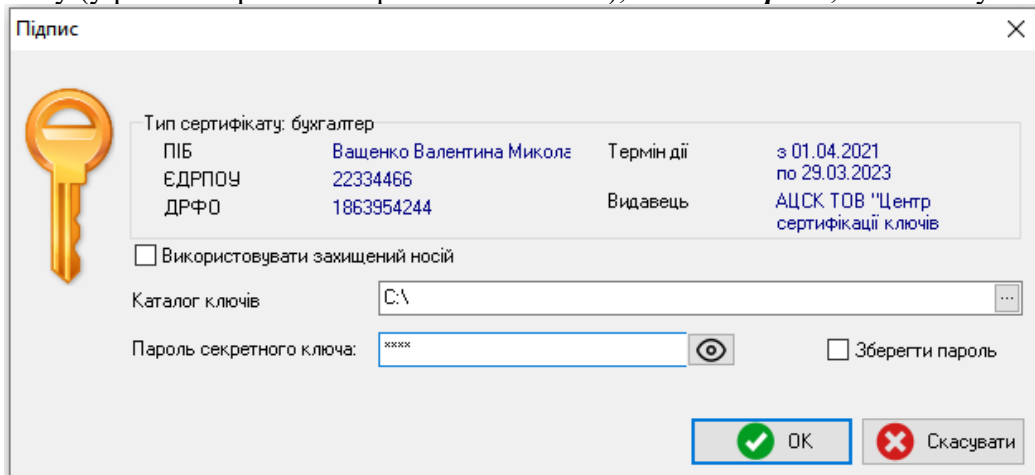 Підпис
Тип сертифікату: бухгалтер
ПІБ Ващенко Валентина Микола Термін дії з 01.04.2021
по 29.03.2023
ЄДРПОУ 22334466
ДРФО 1863954244 Видавець АЦСК ТОВ "Центр
сертифікації ключів
Використовувати захищений носій
Каталог ключів C:\ ...
Пароль секретного ключа: **** Зберегти пароль
OK Скасувати